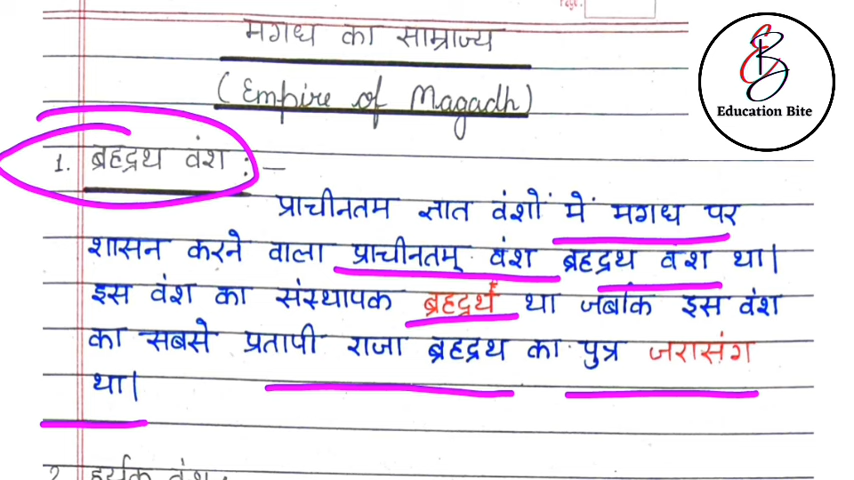 Page.
Education Bite
मगध का साम्राज्य
(Empire of Magadh)
1. ब्रहद्रथ वंश :—
प्राचीनतम ज्ञात वंशों में मगध पर
शासन करने वाला प्राचीनतम् वंश ब्रहद्रथ वंश था।
इस वंश का संस्थापक ब्रहद्रथ था जबकि इस वंश
का सबसे प्रतापी राजा ब्रहद्रथ का पुत्र जरासंग
था।